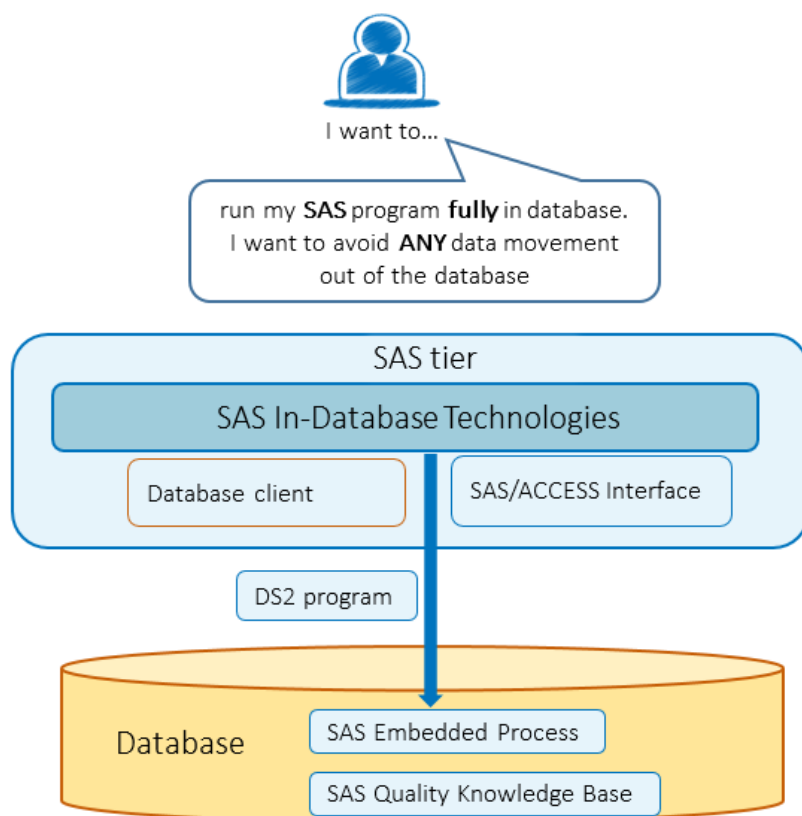 I want to...
run my SAS program fully in database.
I want to avoid ANY data movement
out of the database
SAS tier
SAS In-Database Technologies
Database client
SAS/ACCESS Interface
DS2 program
Database
SAS Embedded Process
SAS Quality Knowledge Base